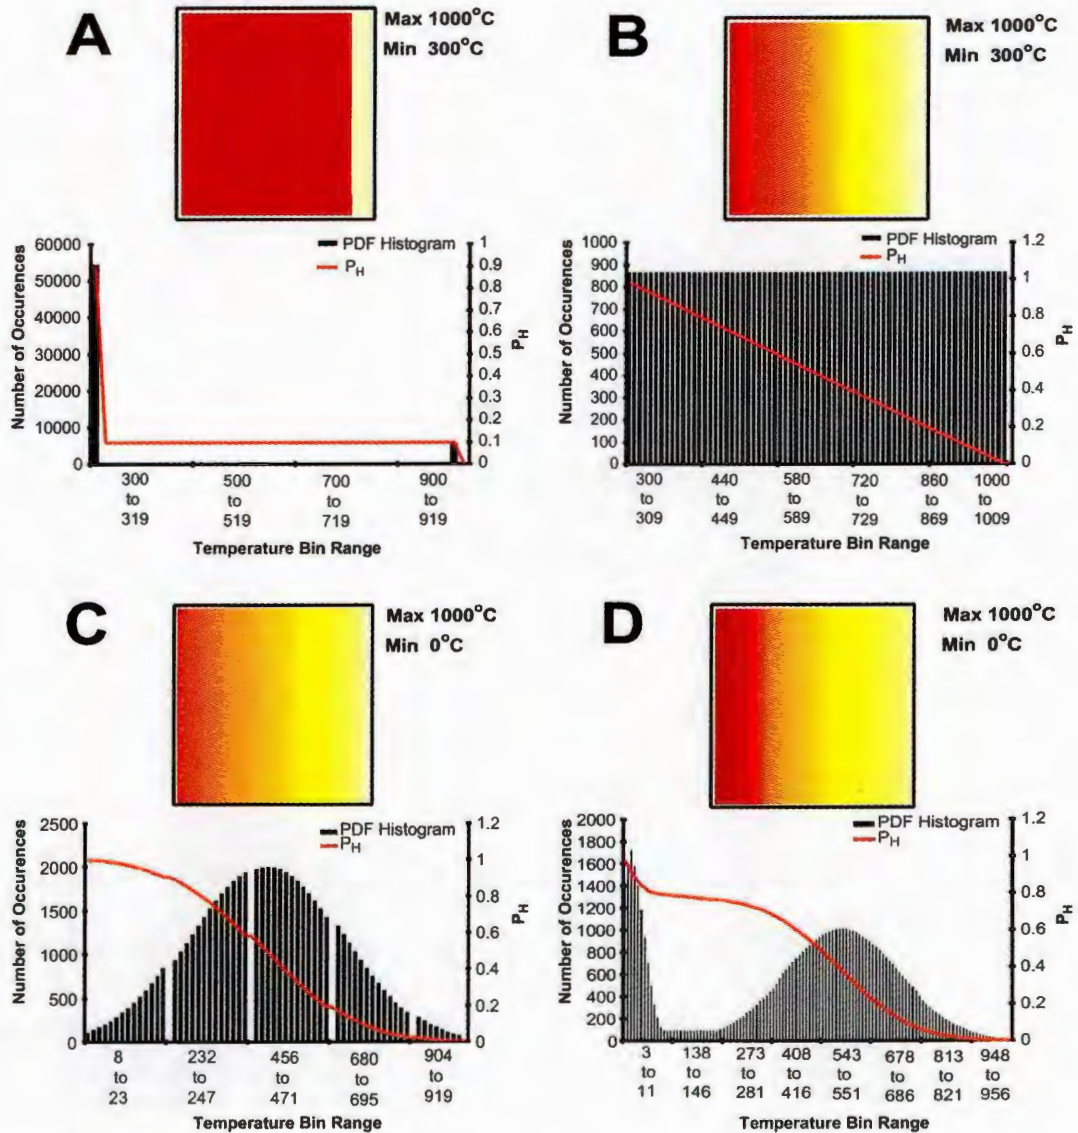 A
Max 1000°C
Min 300°C
Number of Occurences
60000
50000
40000
30000
20000
10000
0
PDF Histogram
P_H
1
0.9
0.8
0.7
0.6
0.5
0.4
0.3
0.2
0.1
0
P_H
300 500 700 900
to to to to
319 519 719 919
Temperature Bin Range
B
Max 1000°C
Min 300°C
Number of Occurences
1000
900
800
700
600
500
400
300
200
100
0
PDF Histogram
P_H
1.2
1
0.8
0.6
0.4
0.2
0
P_H
300 440 580 720 860 1000
to to to to to to
309 449 589 729 869 1009
Temperature Bin Range
C
Max 1000°C
Min 0°C
Number of Occurences
2500
2000
1500
1000
500
0
PDF Histogram
P_H
1.2
1
0.8
0.6
0.4
0.2
0
P_H
8 232 456 680 904
to to to to to
23 247 471 695 919
Temperature Bin Range
D
Max 1000°C
Min 0°C
Number of Occurences
2000
1800
1600
1400
1200
1000
800
600
400
200
0
PDF Histogram
P_H
1.2
1
0.8
0.6
0.4
0.2
0
P_H
3 138 273 408 543 678 813 948
to to to to to to to to
11 146 281 416 551 686 821 956
Temperature Bin Range